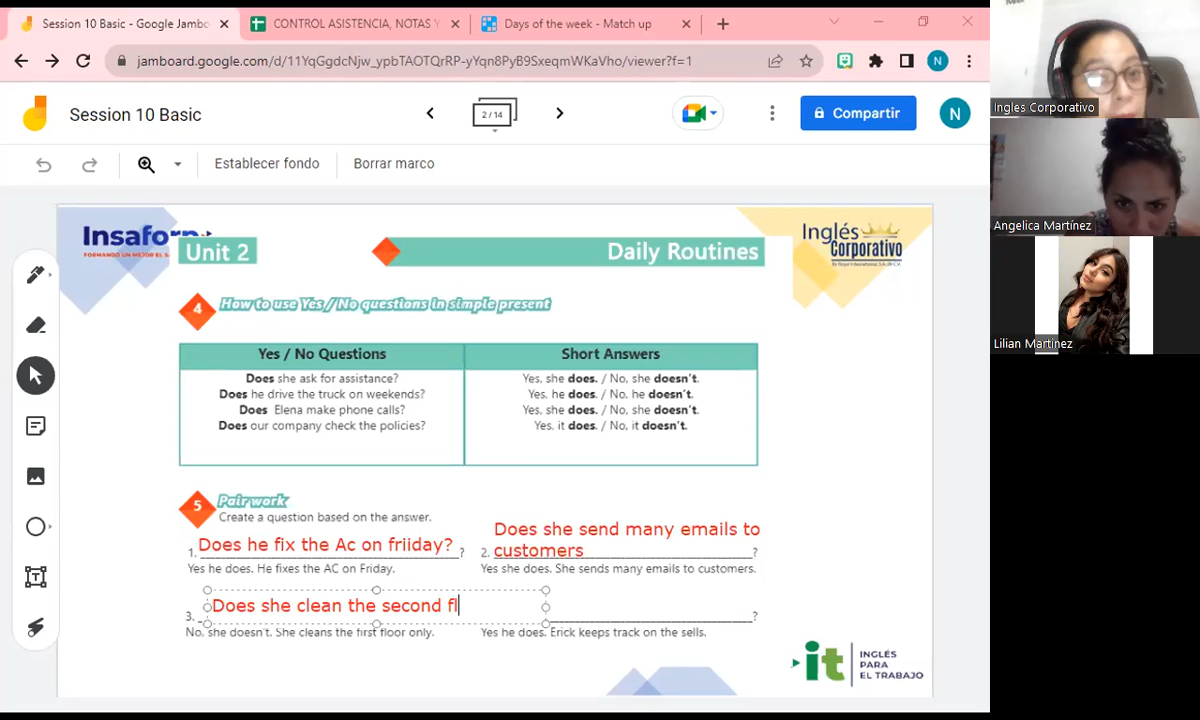 Session 10 Basic - Google Jambo
CONTROL ASISTENCIA, NOTAS Y
Days of the week - Match up
jamboard.google.com/d/11YqGgdcNjw_ypbTAOTQrRP-yYqn8PyB9SxeqmWKaVho/viewer?f=1
N
Session 10 Basic
2 / 14
Compartir
N
Establecer fondo
Borrar marco
Ingles Corporativo
Angelica Martínez
Lilian Martinez
Insaforp
FORMANDO UN MEJOR EL S
Unit 2
Daily Routines
Inglés
Corporativo
4
How to use Yes / No questions in simple present
Yes / No Questions
Short Answers
Does she ask for assistance?
Yes, she does. / No, she doesn't.
Does he drive the truck on weekends?
Yes, he does. / No, he doesn't.
Does Elena make phone calls?
Yes, she does. / No, she doesn't.
Does our company check the policies?
Yes. it does. / No, it doesn't.
5
Pair work
Create a question based on the answer.
1. Does he fix the Ac on friiday? ?
Yes he does. He fixes the AC on Friday.
2. Does she send many emails to
customers ?
Yes she does. She sends many emails to customers.
3. Does she clean the second fl
No, she doesn't. She cleans the first floor only.
?
Yes he does. Erick keeps track on the sells.
it
INGLÉS
PARA
EL TRABAJO